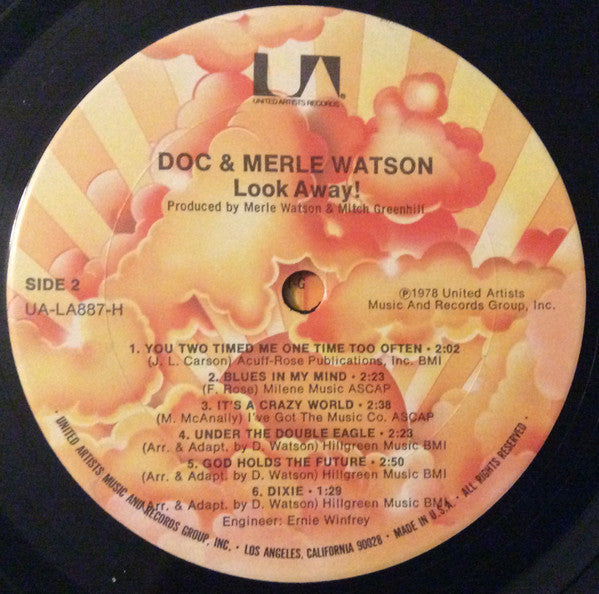 UA
UNITED ARTISTS RECORDS
®
DOC & MERLE WATSON
Look Away!
Produced by Merle Watson & Mitch Greenhill
SIDE 2
UA-LA887-H
℗1978 United Artists
Music And Records Group, Inc.
1. YOU TWO TIMED ME ONE TIME TOO OFTEN • 2:02
(J. L. Carson) Acuff-Rose Publications, Inc. BMI
2. BLUES IN MY MIND • 2:23
(F. Rose) Milene Music ASCAP
3. IT'S A CRAZY WORLD • 2:38
(M. McAnally) I've Got The Music Co. ASCAP
4. UNDER THE DOUBLE EAGLE • 2:23
(Arr. & Adapt. by D. Watson) Hillgreen Music BMI
5. GOD HOLDS THE FUTURE • 2:50
(Arr. & Adapt. by D. Watson) Hillgreen Music BMI
6. DIXIE • 1:29
(Arr. & Adapt. by D. Watson) Hillgreen Music BMI
Engineer: Ernie Winfrey
• UNITED ARTISTS MUSIC AND RECORDS GROUP, INC. • LOS ANGELES, CALIFORNIA 90028 • MADE IN U.S.A. • ALL RIGHTS RESERVED •